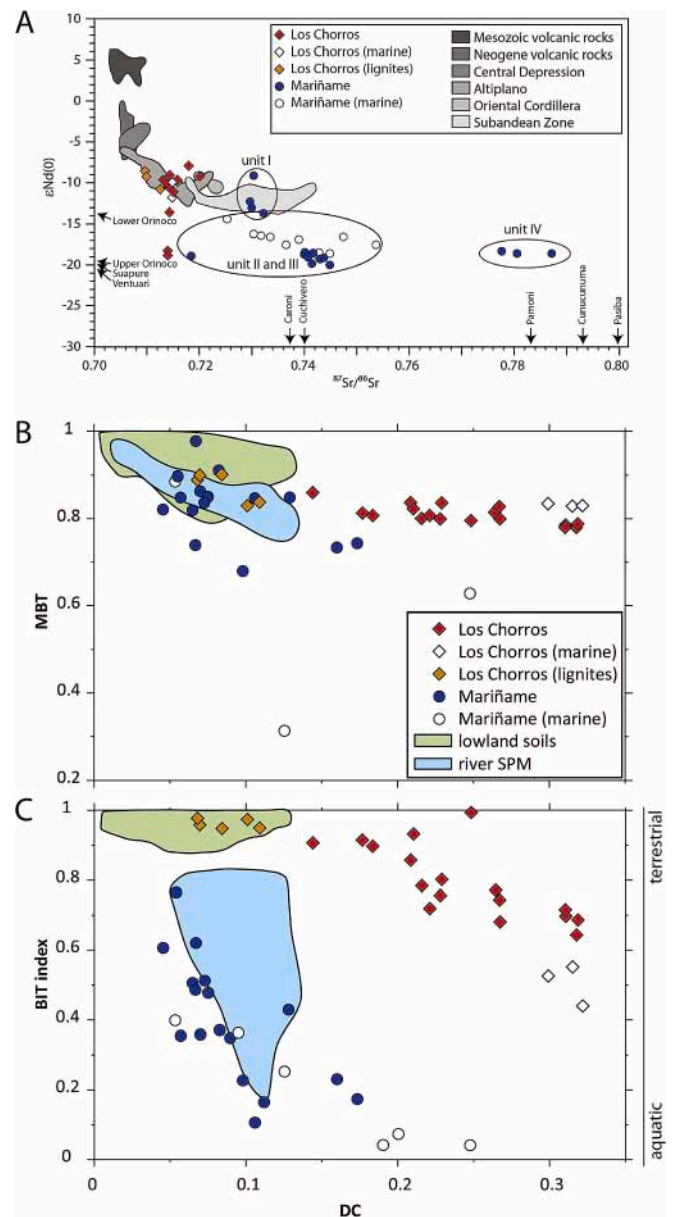 A
10
5
0
-5
-10
-15
-20
-25
-30
εNd(0)
0.70
0.72
0.74
0.76
0.78
0.80
⁸⁷Sr/⁸⁶Sr
Los Chorros
Los Chorros (marine)
Los Chorros (lignites)
Mariñame
Mariñame (marine)
Mesozoic volcanic rocks
Neogene volcanic rocks
Central Depression
Altiplano
Oriental Cordillera
Subandean Zone
unit I
unit II and III
unit IV
Lower Orinoco
Upper Orinoco
Suapure
Ventuari
Caroni
Cuchivero
Pamoni
Cunucunuma
Pasiba
B
1
0.8
0.6
0.4
0.2
MBT
Los Chorros
Los Chorros (marine)
Los Chorros (lignites)
Mariñame
Mariñame (marine)
lowland soils
river SPM
C
1
0.8
0.6
0.4
0.2
0
BIT index
terrestrial
aquatic
0
0.1
0.2
0.3
DC